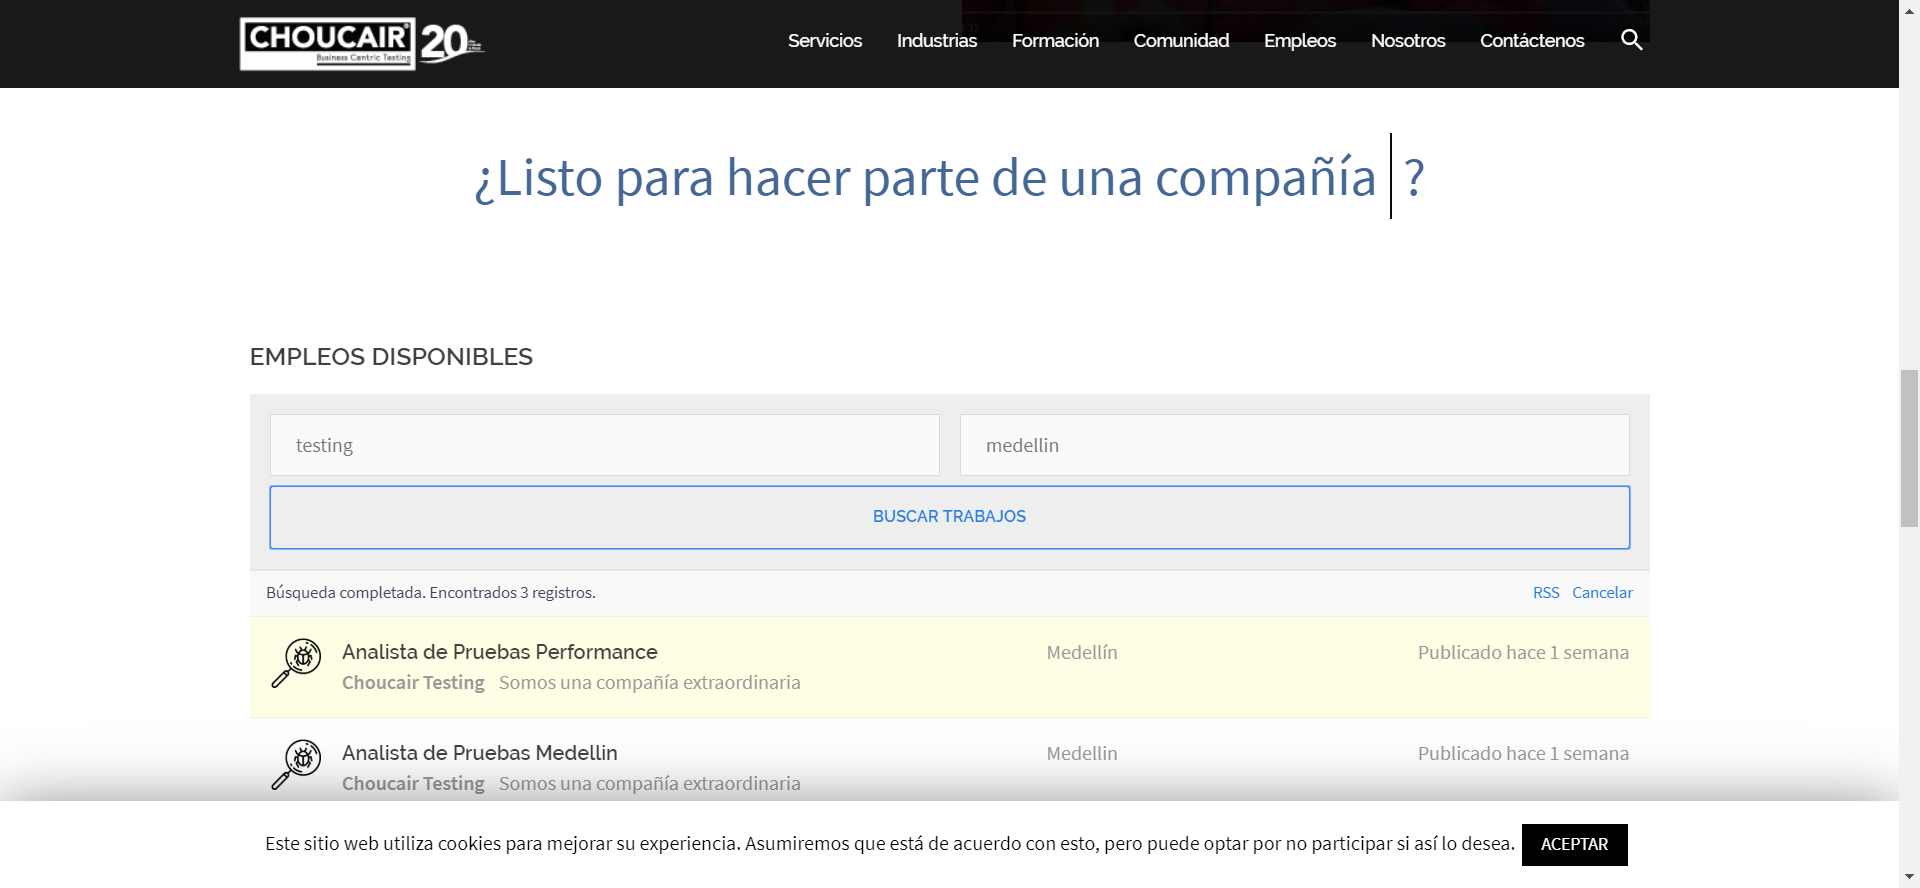 CHOUCAIR 20
Business Centric Testing
Servicios Industrias Formación Comunidad Empleos Nosotros Contáctenos
¿Listo para hacer parte de una compañía ?
EMPLEOS DISPONIBLES
testing medellin
BUSCAR TRABAJOS
Búsqueda completada. Encontrados 3 registros. RSS Cancelar
Analista de Pruebas Performance Medellín Publicado hace 1 semana
Choucair Testing Somos una compañía extraordinaria
Analista de Pruebas Medellin Medellin Publicado hace 1 semana
Choucair Testing Somos una compañía extraordinaria
Este sitio web utiliza cookies para mejorar su experiencia. Asumiremos que está de acuerdo con esto, pero puede optar por no participar si así lo desea. ACEPTAR